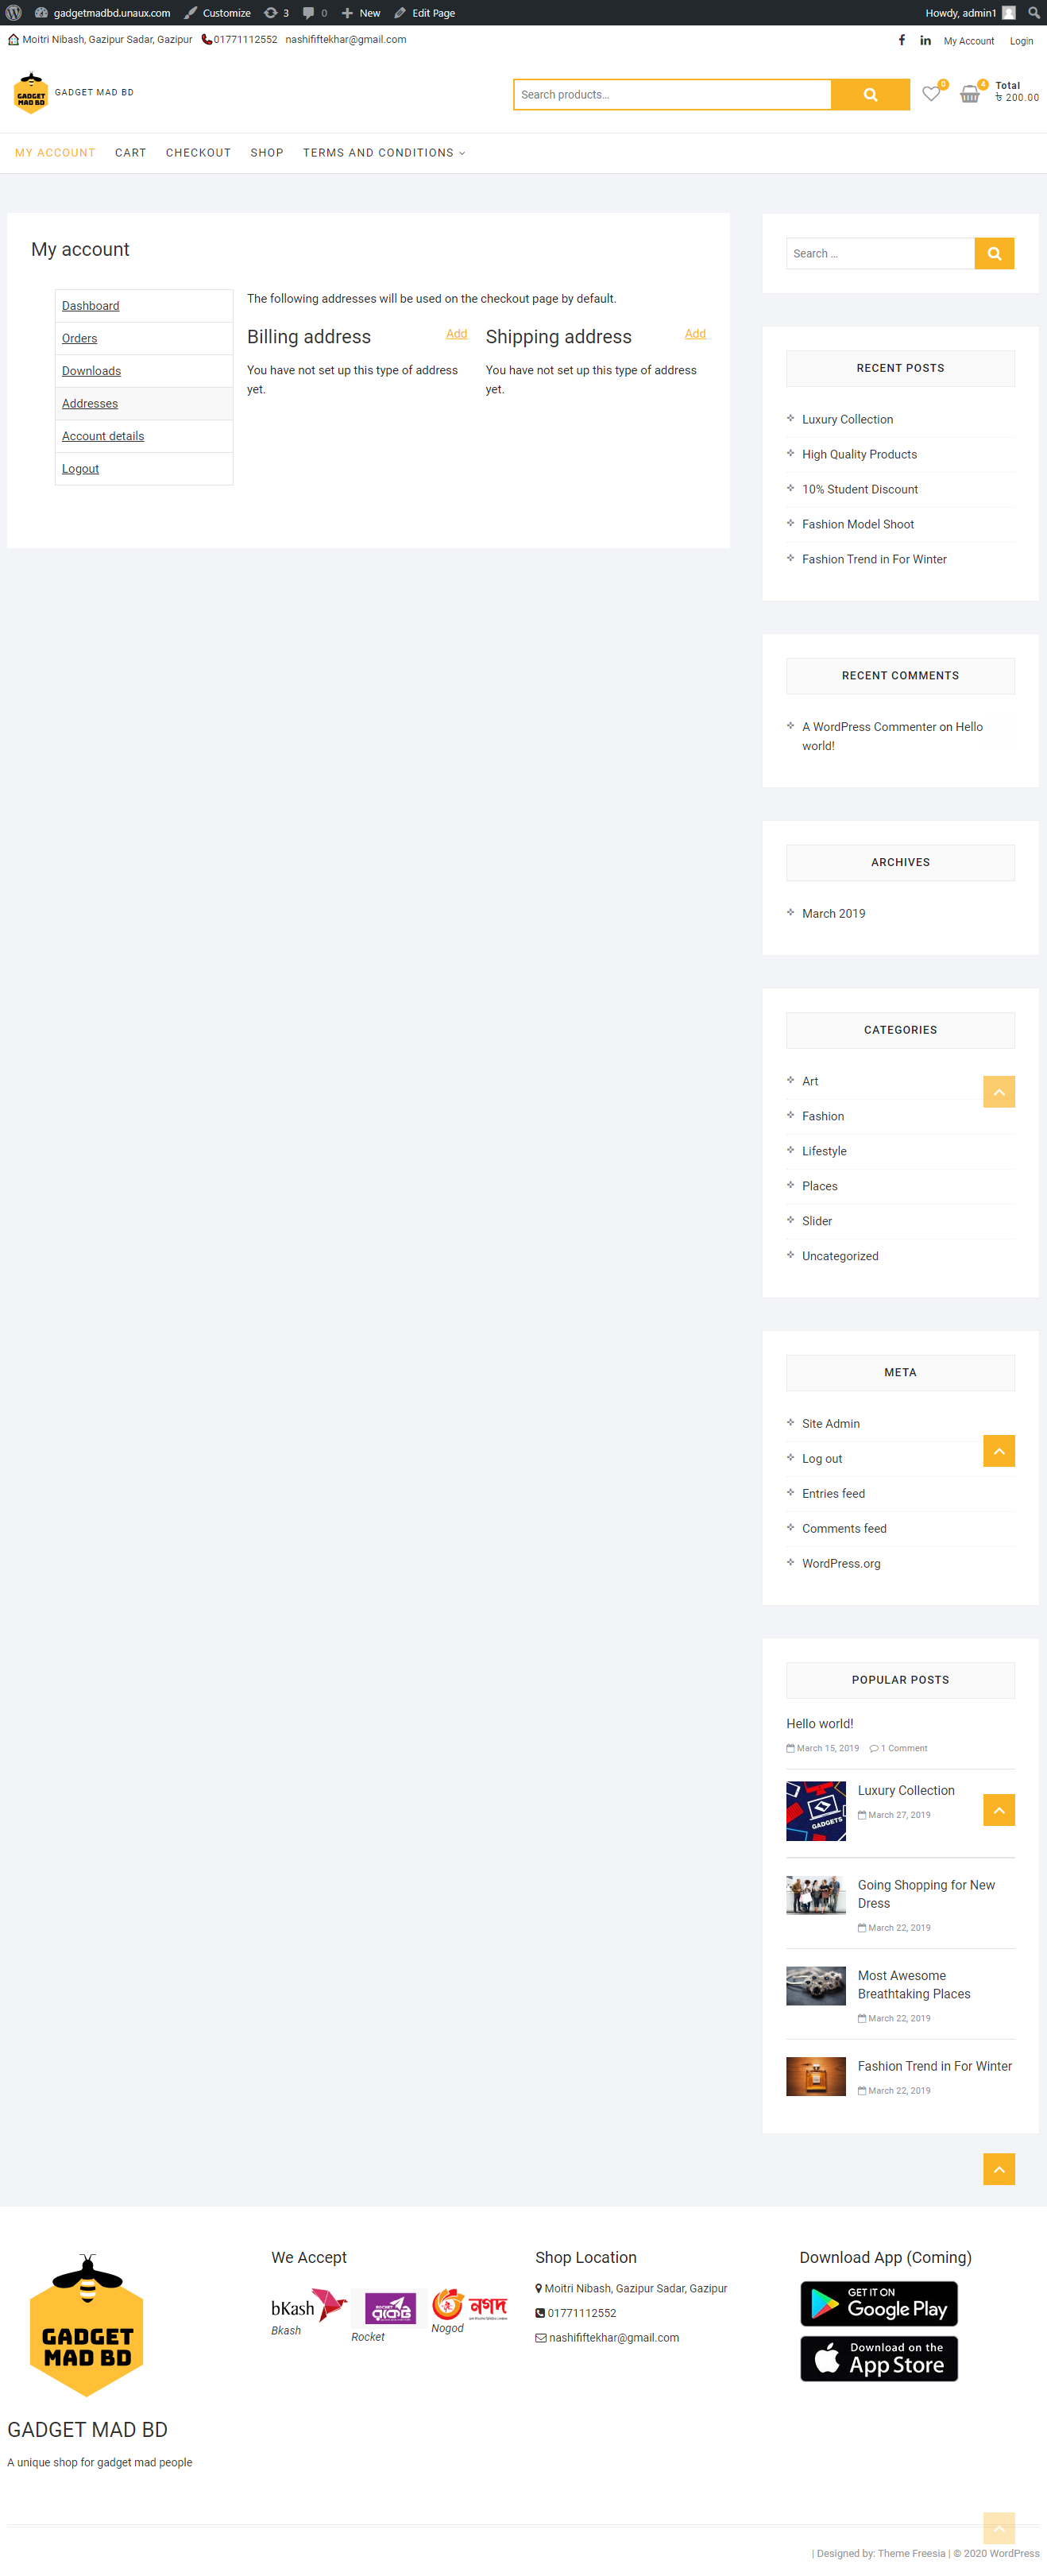 gadgetmadbd.unaux.com Customize 3 0 New Edit Page Howdy, admin1
Moitri Nibash, Gazipur Sadar, Gazipur 01771112552 nashififtekhar@gmail.com My Account Login
GADGET MAD BD
GADGET MAD BD
Search products...
0
4
Total
৳ 200.00
MY ACCOUNT CART CHECKOUT SHOP TERMS AND CONDITIONS
My account
Dashboard
Orders
Downloads
Addresses
Account details
Logout
The following addresses will be used on the checkout page by default.
Billing address Add
You have not set up this type of address
yet.
Shipping address Add
You have not set up this type of address
yet.
Search ...
RECENT POSTS
Luxury Collection
High Quality Products
10% Student Discount
Fashion Model Shoot
Fashion Trend in For Winter
RECENT COMMENTS
A WordPress Commenter on Hello
world!
ARCHIVES
March 2019
CATEGORIES
Art
Fashion
Lifestyle
Places
Slider
Uncategorized
META
Site Admin
Log out
Entries feed
Comments feed
WordPress.org
POPULAR POSTS
Hello world!
March 15, 2019 1 Comment
GADGETS
Luxury Collection
March 27, 2019
Going Shopping for New
Dress
March 22, 2019
Most Awesome
Breathtaking Places
March 22, 2019
Fashion Trend in For Winter
March 22, 2019
GADGET
MAD BD
GADGET MAD BD
A unique shop for gadget mad people
We Accept
bKash
Bkash
রকেট
Rocket
নগদ
Nogod
Shop Location
Moitri Nibash, Gazipur Sadar, Gazipur
01771112552
nashififtekhar@gmail.com
Download App (Coming)
GET IT ON
Google Play
Download on the
App Store
| Designed by: Theme Freesia | © 2020 WordPress